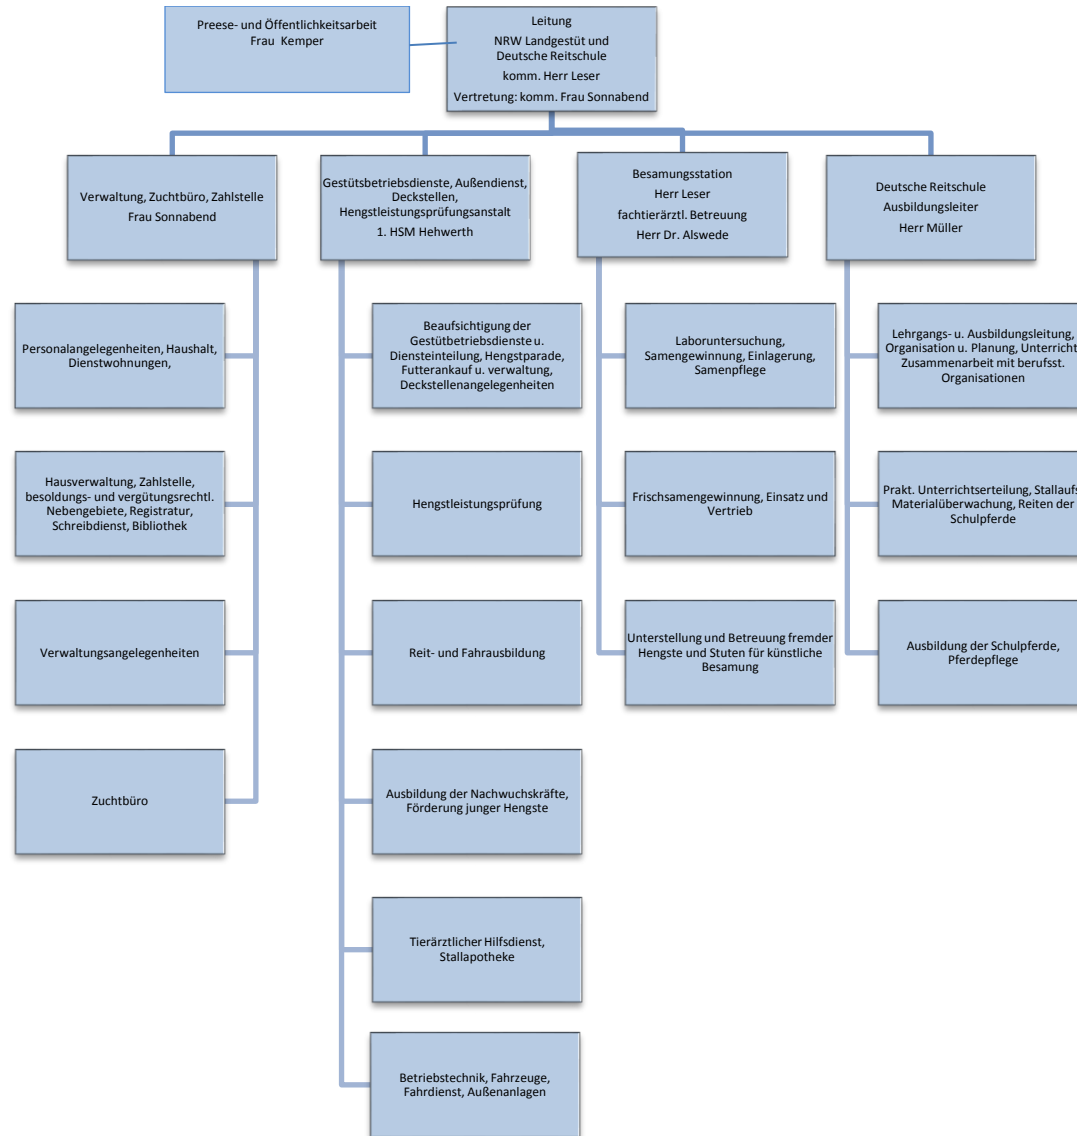 Preese- und Öffentlichkeitsarbeit
Frau Kemper
Leitung
NRW Landgestüt und
Deutsche Reitschule
komm. Herr Leser
Vertretung: komm. Frau Sonnabend
Verwaltung, Zuchtbüro, Zahlstelle
Frau Sonnabend
Gestütsbetriebsdienste, Außendienst,
Deckstellen,
Hengstleistungsprüfungsanstalt
1. HSM Hehwerth
Besamungsstation
Herr Leser
fachtierärztl. Betreuung
Herr Dr. Alswede
Deutsche Reitschule
Ausbildungsleiter
Herr Müller
Personalangelegenheiten, Haushalt,
Dienstwohnungen,
Hausverwaltung, Zahlstelle,
besoldungs- und vergütungsrechtl.
Nebengebiete, Registratur,
Schreibdienst, Bibliothek
Verwaltungsangelegenheiten
Zuchtbüro
Beaufsichtigung der
Gestütbetriebsdienste u.
Diensteinteilung, Hengstparade,
Futterankauf u. verwaltung,
Deckstellenangelegenheiten
Hengstleistungsprüfung
Reit- und Fahrausbildung
Ausbildung der Nachwuchskräfte,
Förderung junger Hengste
Tierärztlicher Hilfsdienst,
Stallapotheke
Betriebstechnik, Fahrzeuge,
Fahrdienst, Außenanlagen
Laboruntersuchung,
Samengewinnung, Einlagerung,
Samenpflege
Frischsamengewinnung, Einsatz und
Vertrieb
Unterstellung und Betreuung fremder
Hengste und Stuten für künstliche
Besamung
Lehrgangs- u. Ausbildungsleitung,
Organisation u. Planung, Unterricht
Zusammenarbeit mit berufsst.
Organisationen
Prakt. Unterrichtserteilung, Stallaufs
Materialüberwachung, Reiten der
Schulpferde
Ausbildung der Schulpferde,
Pferdepflege